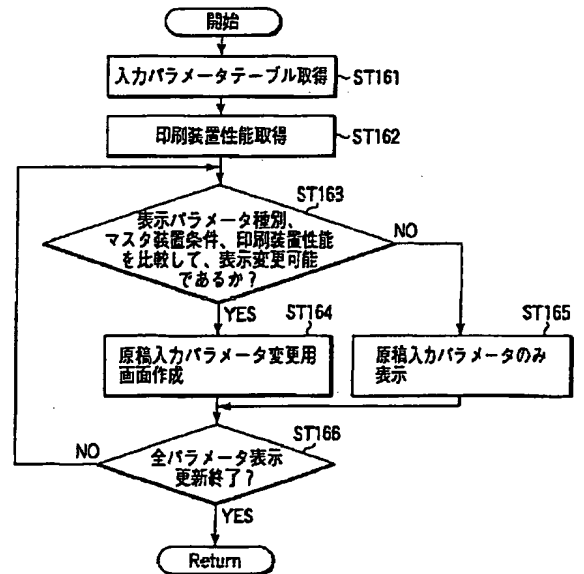 開始
入力パラメータテーブル取得
ST161
印刷装置性能取得
ST162
ST163
表示パラメータ種別、
マスタ装置条件、印刷装置性能
を比較して、表示変更可能
であるか？
NO
YES
ST164
ST165
原稿入力パラメータ変更用
画面作成
原稿入力パラメータのみ
表示
ST166
NO
全パラメータ表示
更新終了？
YES
Return